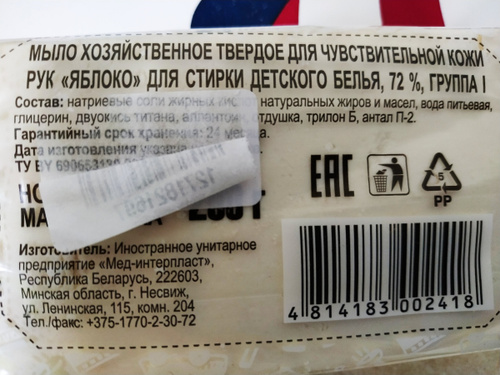 МЫЛО ХОЗЯЙСТВЕННОЕ ТВЕРДОЕ ДЛЯ ЧУВСТВИТЕЛЬНОЙ КОЖИ
РУК «ЯБЛОКО» ДЛЯ СТИРКИ ДЕТСКОГО БЕЛЬЯ, 72 %, ГРУППА I
Состав: натриевые соли жирных натуральных жиров и масел, вода питьевая,
глицерин, двуокись титана, аллантоин, отдушка, трилон Б, антал П-2.
Гарантийный срок хранения: 24 месяца.
Дата изготовления указана
ТУ BY
EAC
5
PP
Изготовитель: Иностранное унитарное
предприятие «Мед-интерпласт»,
Республика Беларусь, 222603,
Минская область, г. Несвиж,
ул. Ленинская, 115, комн. 204
Тел./факс: +375-1770-2-30-72
4 814183 002418